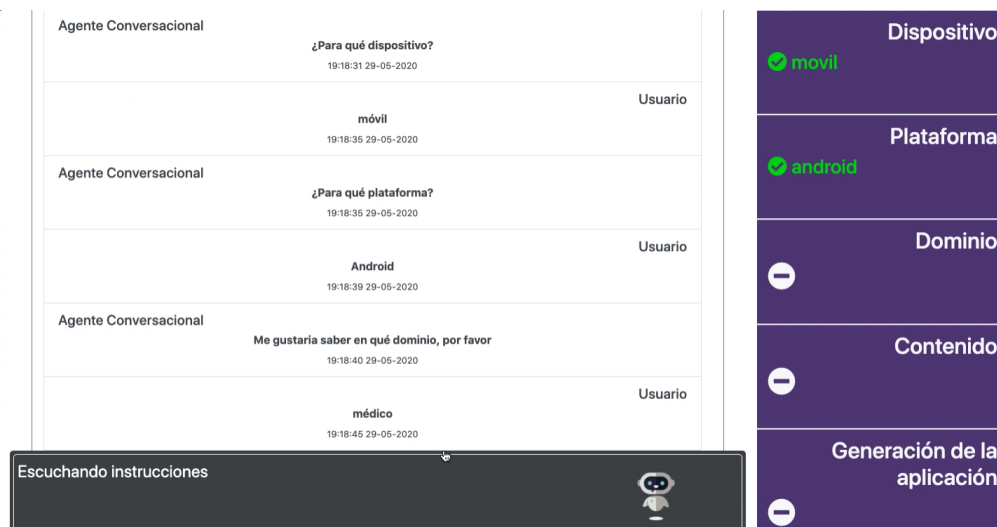 Agente Conversacional
¿Para qué dispositivo?
19:18:31 29-05-2020
Usuario
móvil
19:18:35 29-05-2020
Agente Conversacional
¿Para qué plataforma?
19:18:35 29-05-2020
Usuario
Android
19:18:39 29-05-2020
Agente Conversacional
Me gustaria saber en qué dominio, por favor
19:18:40 29-05-2020
Usuario
médico
19:18:45 29-05-2020
Escuchando instrucciones
Dispositivo
movil
Plataforma
android
Dominio
Contenido
Generación de la
aplicación